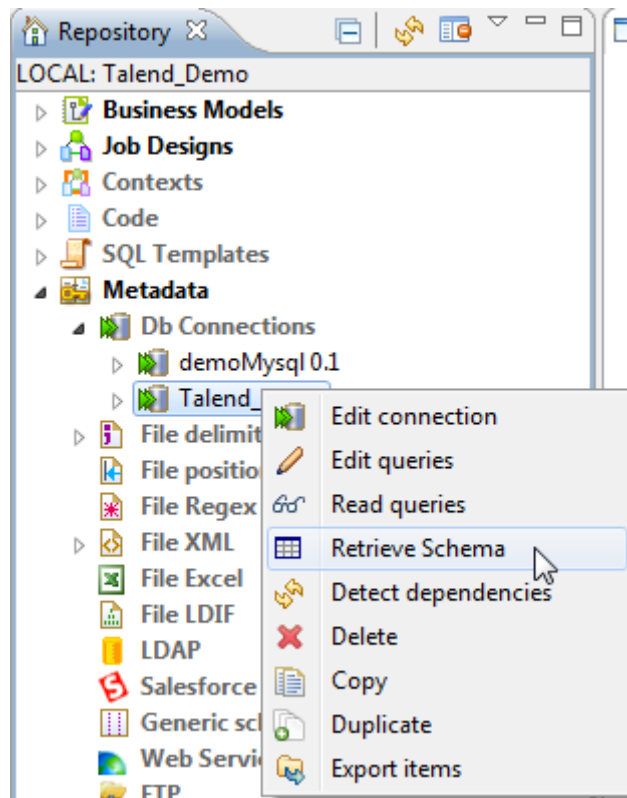 Repository
LOCAL: Talend_Demo
Business Models
Job Designs
Contexts
Code
SQL Templates
Metadata
Db Connections
demoMysql 0.1
Talend_
File delimit
File positio
File Regex
File XML
File Excel
File LDIF
LDAP
Salesforce
Generic scl
Web Servi
FTP
Edit connection
Edit queries
Read queries
Retrieve Schema
Detect dependencies
Delete
Copy
Duplicate
Export items